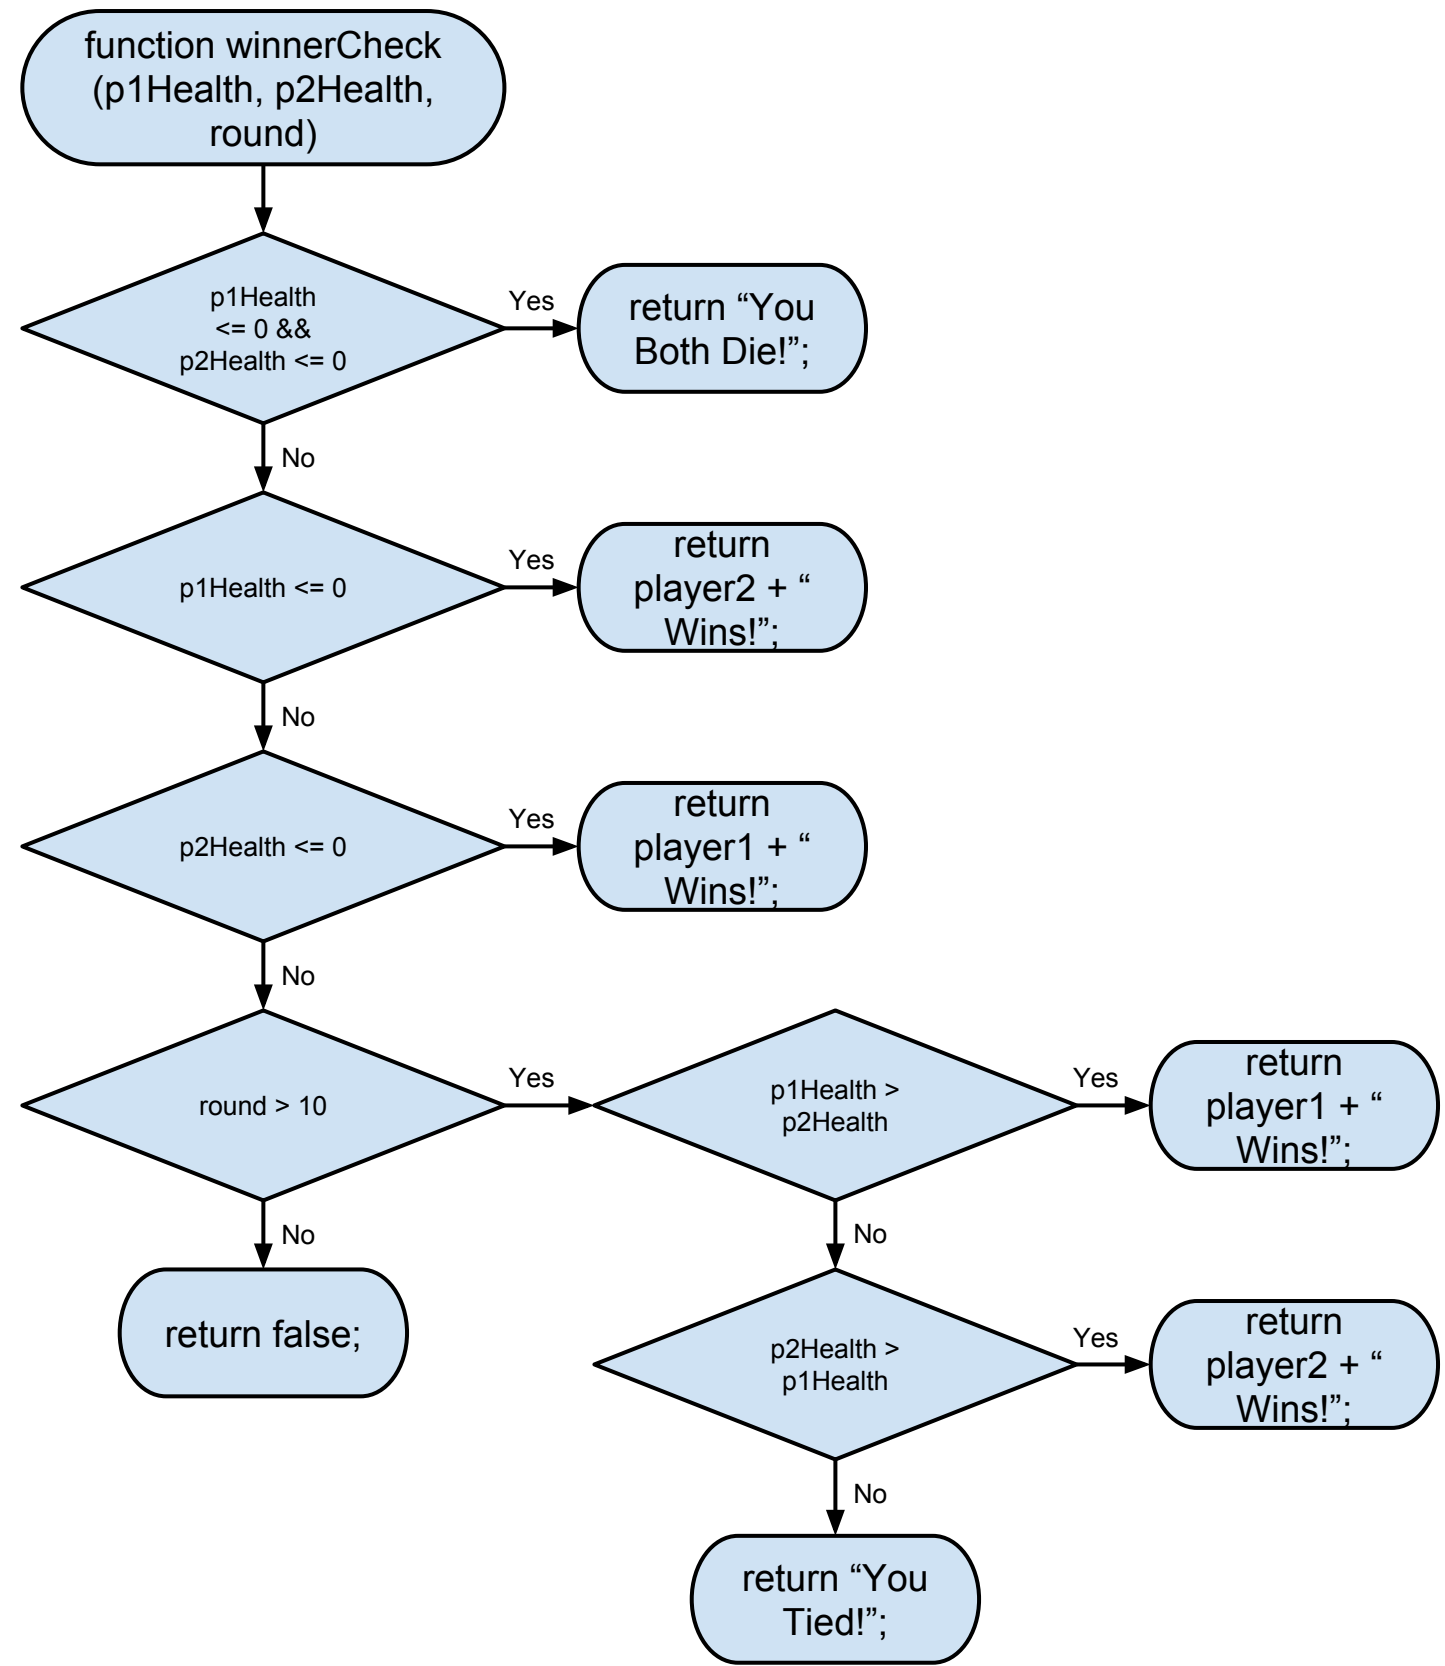 function winnerCheck
(p1Health, p2Health,
round)
p1Health
<= 0 &&
p2Health <= 0
Yes
return “You
Both Die!”;
No
p1Health <= 0
Yes
return
player2 + “
Wins!”;
No
p2Health <= 0
Yes
return
player1 + “
Wins!”;
No
round > 10
Yes
p1Health >
p2Health
Yes
return
player1 + “
Wins!”;
No
return false;
No
p2Health >
p1Health
Yes
return
player2 + “
Wins!”;
No
return “You
Tied!”;